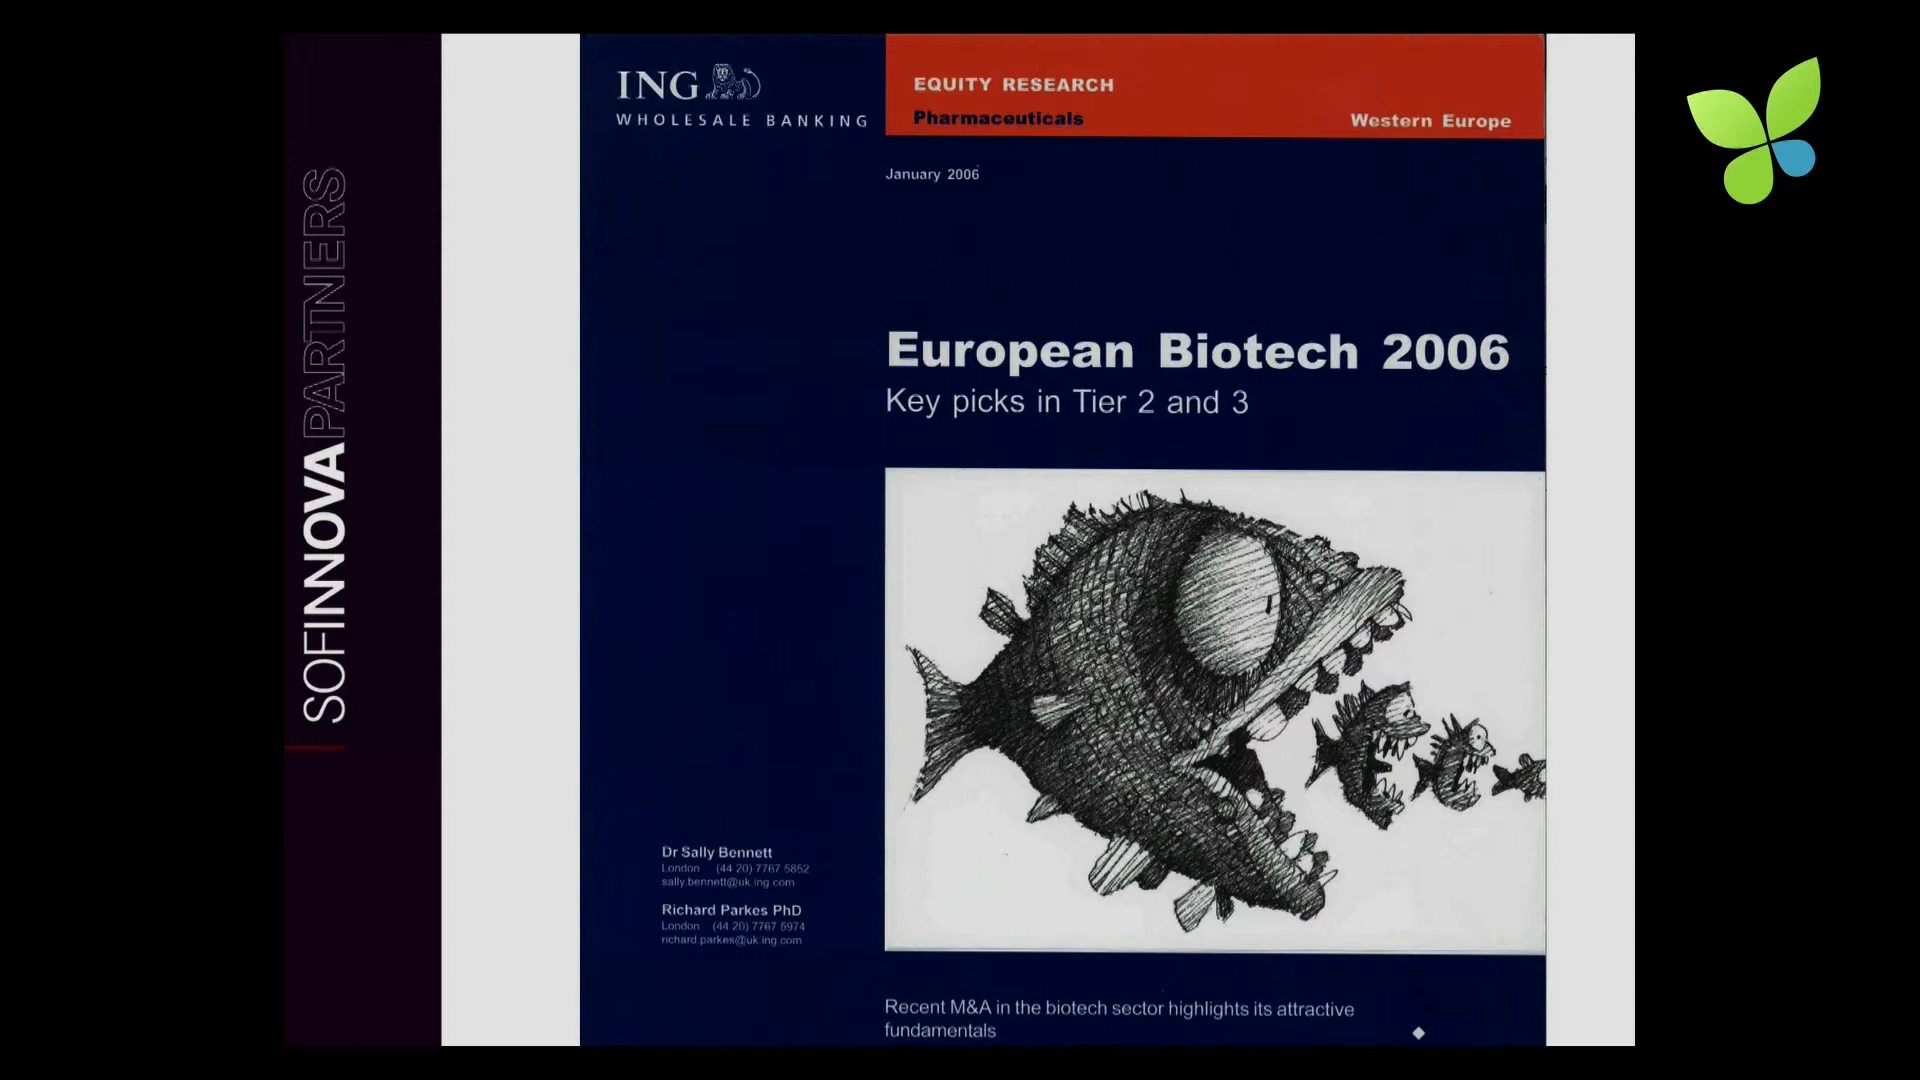 SOFINNOVAPARTNERS
ING
WHOLESALE BANKING
EQUITY RESEARCH
Pharmaceuticals
Western Europe
January 2006
European Biotech 2006
Key picks in Tier 2 and 3
Dr Sally Bennett
London (44 20) 7767 5852
sally.bennett@uk.ing.com
Richard Parkes PhD
London (44 20) 7767 5974
richard.parkes@uk.ing.com
Recent M&A in the biotech sector highlights its attractive
fundamentals